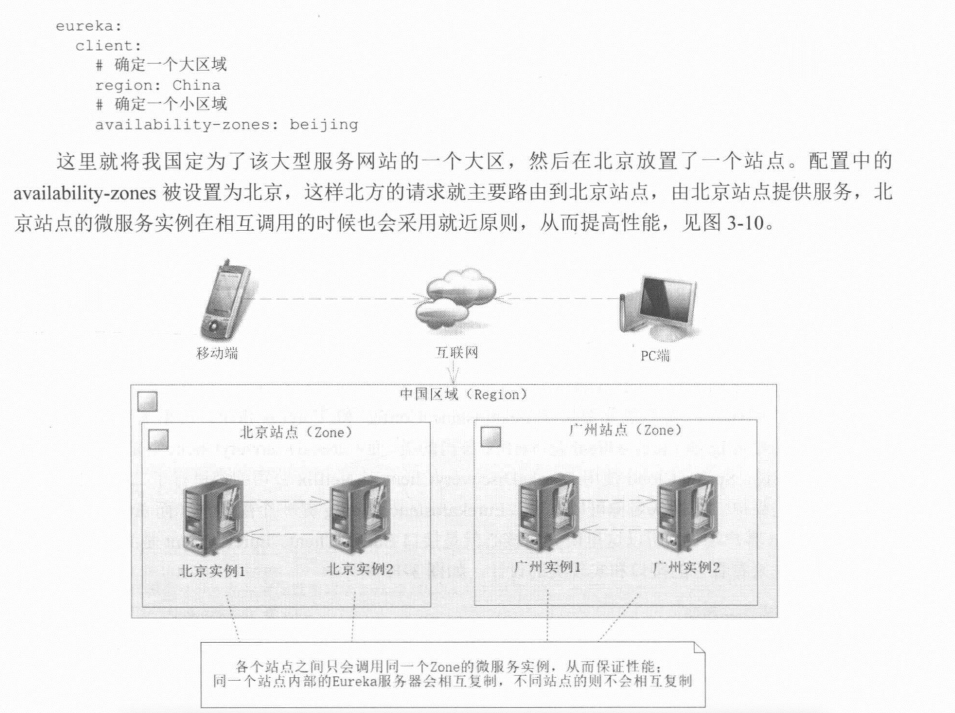 eureka:
client:
# 确定一个大区域
region: China
# 确定一个小区域
availability-zones: beijing
这里就将我国定为了该大型服务网站的一个大区，然后在北京放置了一个站点。配置中的
availability-zones 被设置为北京，这样北方的请求就主要路由到北京站点，由北京站点提供服务，北
京站点的微服务实例在相互调用的时候也会采用就近原则，从而提高性能，见图 3-10。
移动端
互联网
PC端
中国区域（Region）
北京站点（Zone）
广州站点（Zone）
北京实例1
北京实例2
广州实例1
广州实例2
各个站点之间只会调用同一个Zone的微服务实例，从而保证性能；
同一个站点内部的Eureka服务器会相互复制，不同站点的则不会相互复制